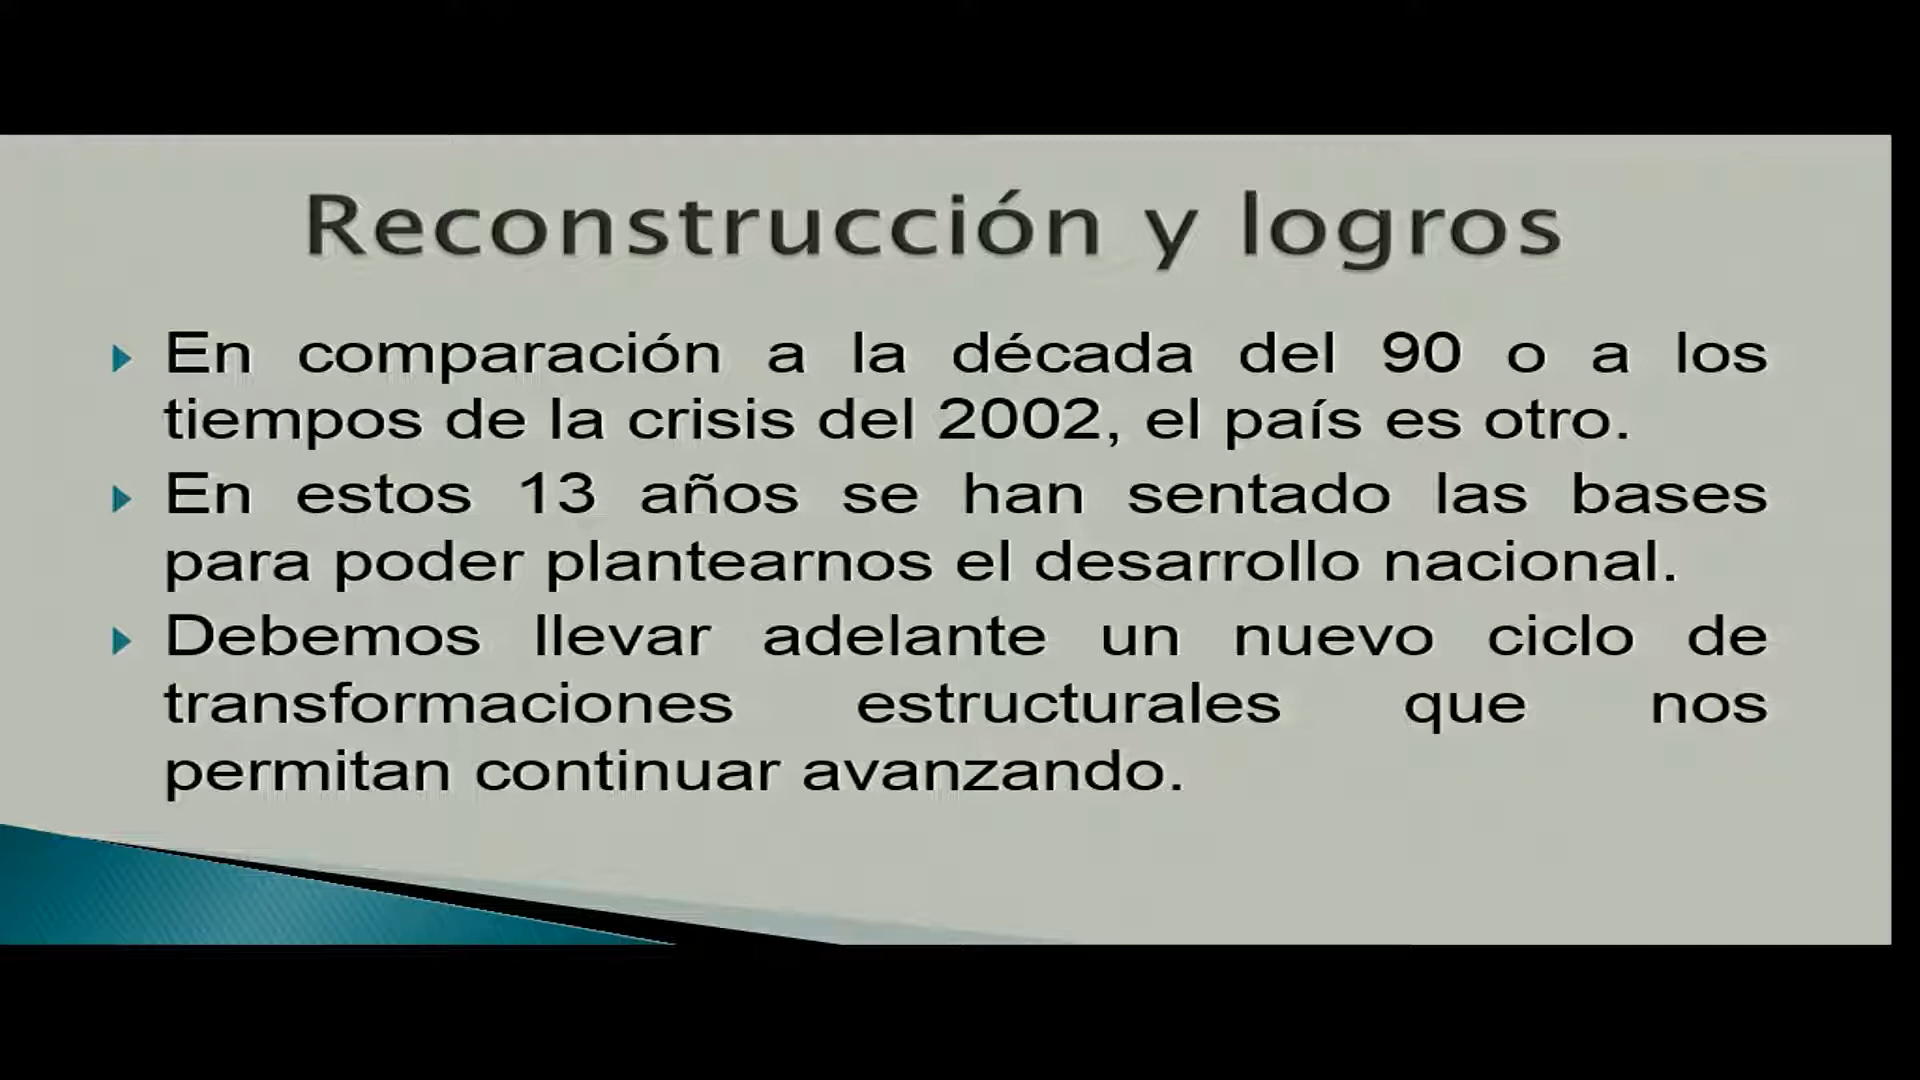 Reconstrucción y logros
En comparación a la década del 90 o a los
tiempos de la crisis del 2002, el país es otro.
En estos 13 años se han sentado las bases
para poder plantearnos el desarrollo nacional.
Debemos llevar adelante un nuevo ciclo de
transformaciones estructurales que nos
permitan continuar avanzando.